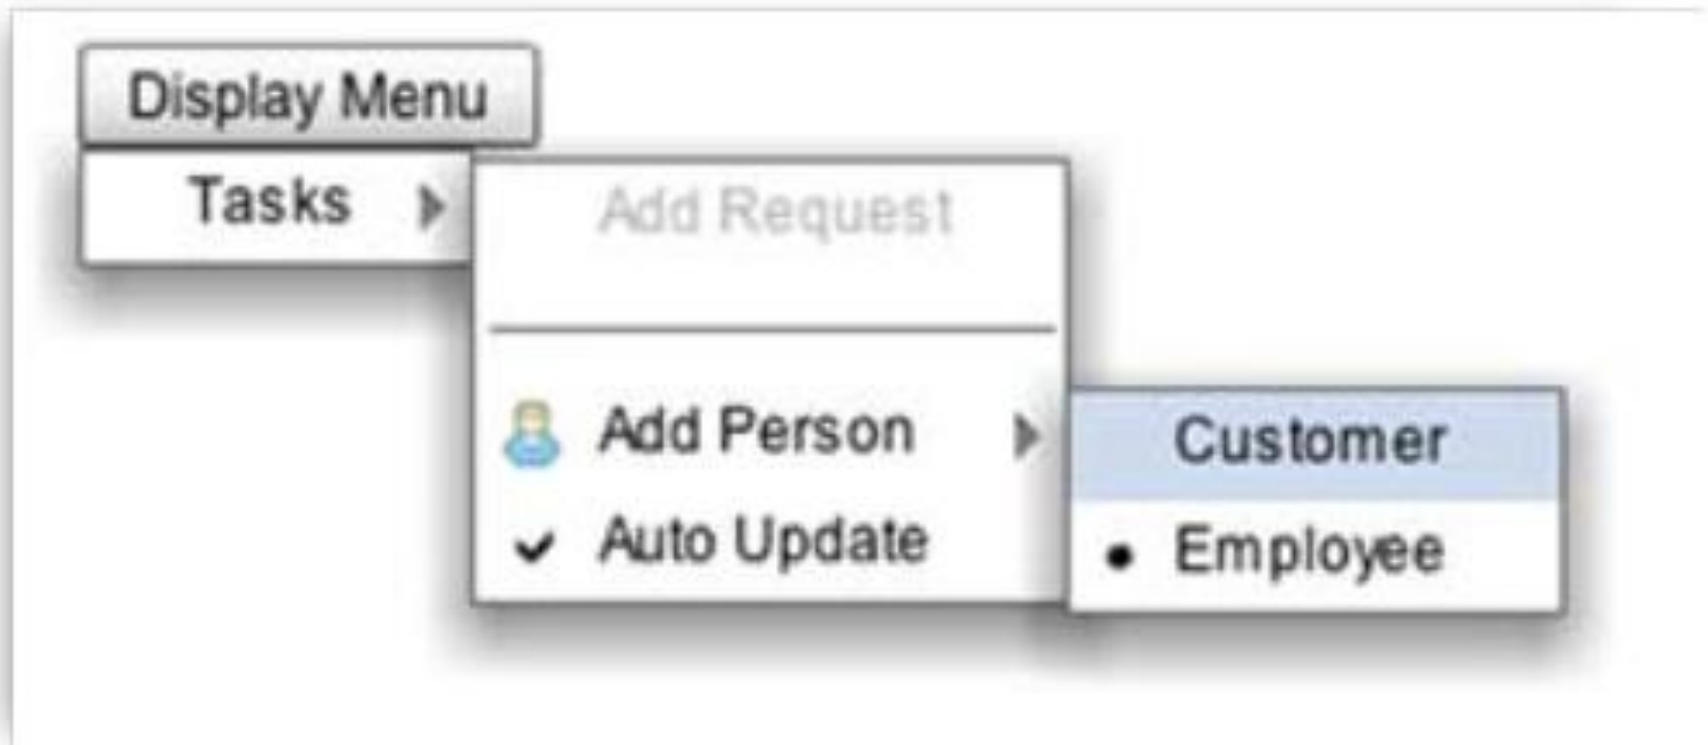 Display Menu
Tasks
Add Request
Add Person
Auto Update
Customer
Employee